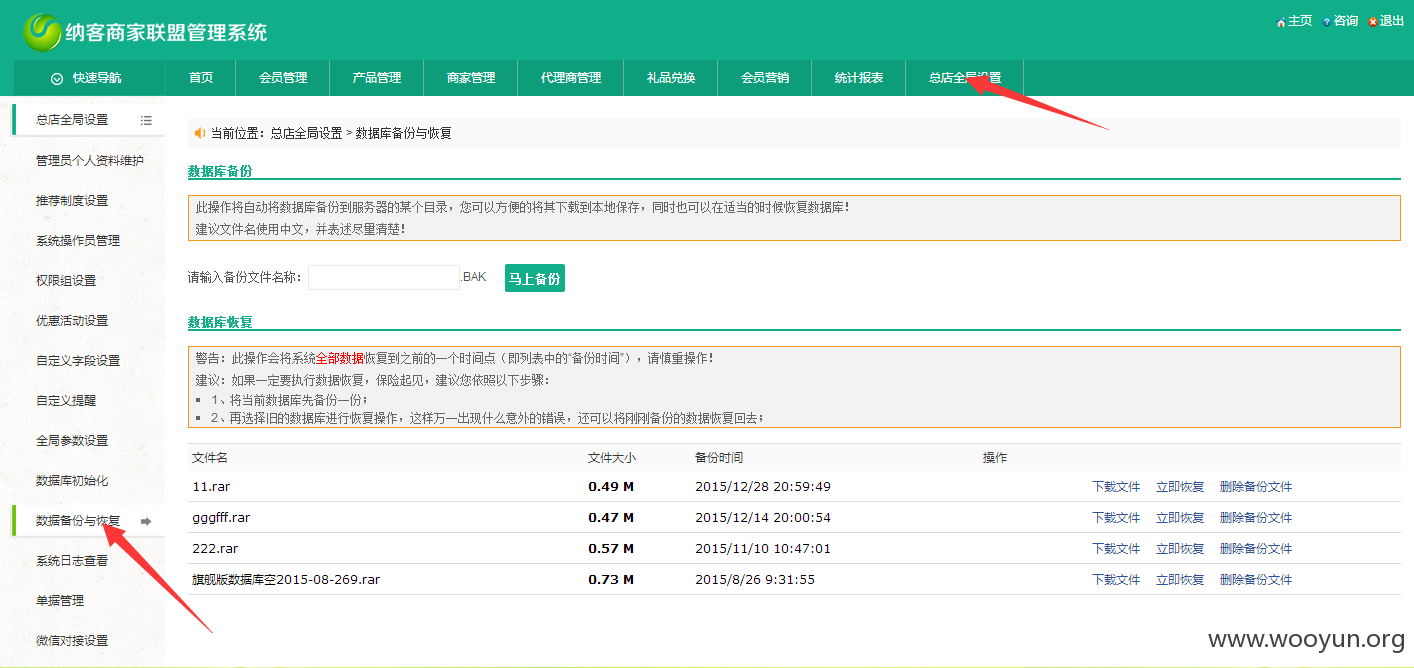 纳客商家联盟管理系统
主页 咨询 退出
快速导航 首页 会员管理 产品管理 商家管理 代理商管理 礼品兑换 会员营销 统计报表 总店全局设置
总店全局设置
管理员个人资料维护
推荐制度设置
系统操作员管理
权限组设置
优惠活动设置
自定义字段设置
自定义提醒
全局参数设置
数据库初始化
数据备份与恢复
系统日志查看
单据管理
微信对接设置
当前位置：总店全局设置 > 数据库备份与恢复
数据库备份
此操作将自动将数据库备份到服务器的某个目录，您可以方便的将其下载到本地保存，同时也可以在适当的时候恢复数据库！
建议文件名使用中文，并表述尽量清楚！
请输入备份文件名称： .BAK 马上备份
数据库恢复
警告：此操作会将系统全部数据恢复到之前的一个时间点（即列表中的“备份时间”），请慎重操作！
建议：如果一定要执行数据恢复，保险起见，建议您依照以下步骤：
1、将当前数据库先备份一份；
2、再选择旧的数据库进行恢复操作，这样万一出现什么意外的错误，还可以将刚刚备份的数据恢复回去；
文件名 文件大小 备份时间 操作
11.rar 0.49 M 2015/12/28 20:59:49 下载文件 立即恢复 删除备份文件
gggfff.rar 0.47 M 2015/12/14 20:00:54 下载文件 立即恢复 删除备份文件
222.rar 0.57 M 2015/11/10 10:47:01 下载文件 立即恢复 删除备份文件
旗舰版数据库空2015-08-269.rar 0.73 M 2015/8/26 9:31:55 下载文件 立即恢复 删除备份文件
www.wooyun.org